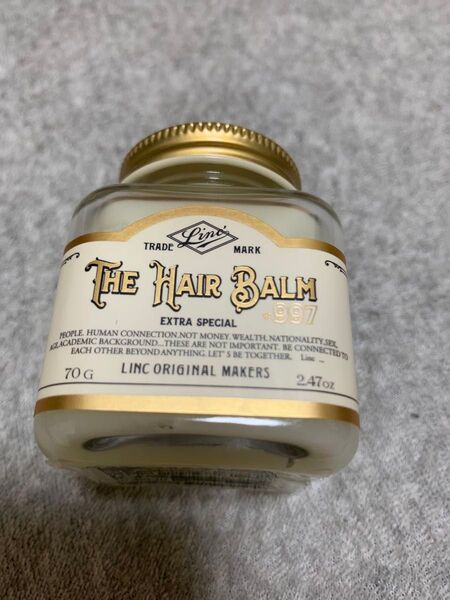 Linc
TRADE MARK
THE HAIR BALM
EXTRA SPECIAL
997
PEOPLE. HUMAN CONNECTION,NOT MONEY. WEALTH. NATIONALITY,SEX,
AGE,ACADEMIC BACKGROUND....THESE ARE NOT IMPORTANT. BE CONNECTED TO
EACH OTHER BEYOND ANYTHING. LET'S BE TOGETHER. Linc ...
70 G LINC ORIGINAL MAKERS 2.47oz